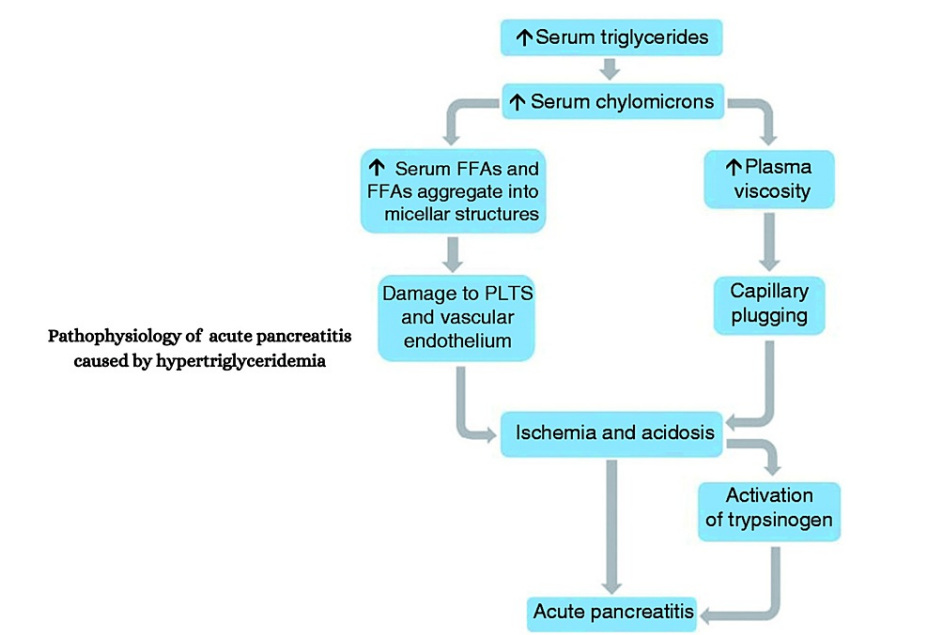 ↑ Serum triglycerides
↑ Serum chylomicrons
↑ Serum FFAs and
FFAs aggregate into
micellar structures
↑ Plasma
viscosity
Damage to PLTS
and vascular
endothelium
Capillary
plugging
Pathophysiology of acute pancreatitis
caused by hypertriglyceridemia
Ischemia and acidosis
Activation
of trypsinogen
Acute pancreatitis